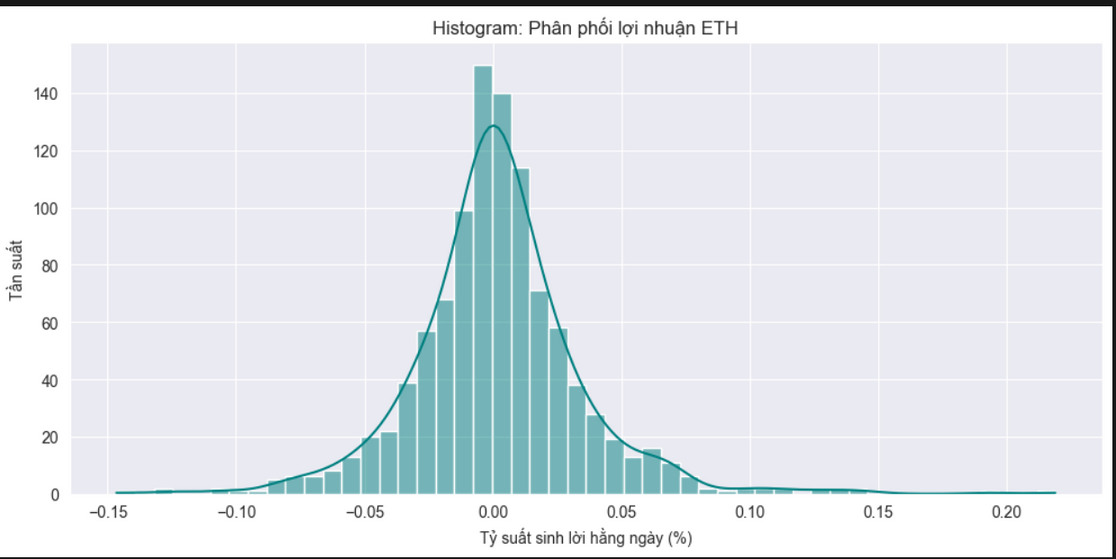 Histogram: Phân phối lợi nhuận ETH
140
120
100
80
60
40
20
0
Tần suất
−0.15 −0.10 −0.05 0.00 0.05 0.10 0.15 0.20
Tỷ suất sinh lời hằng ngày (%)